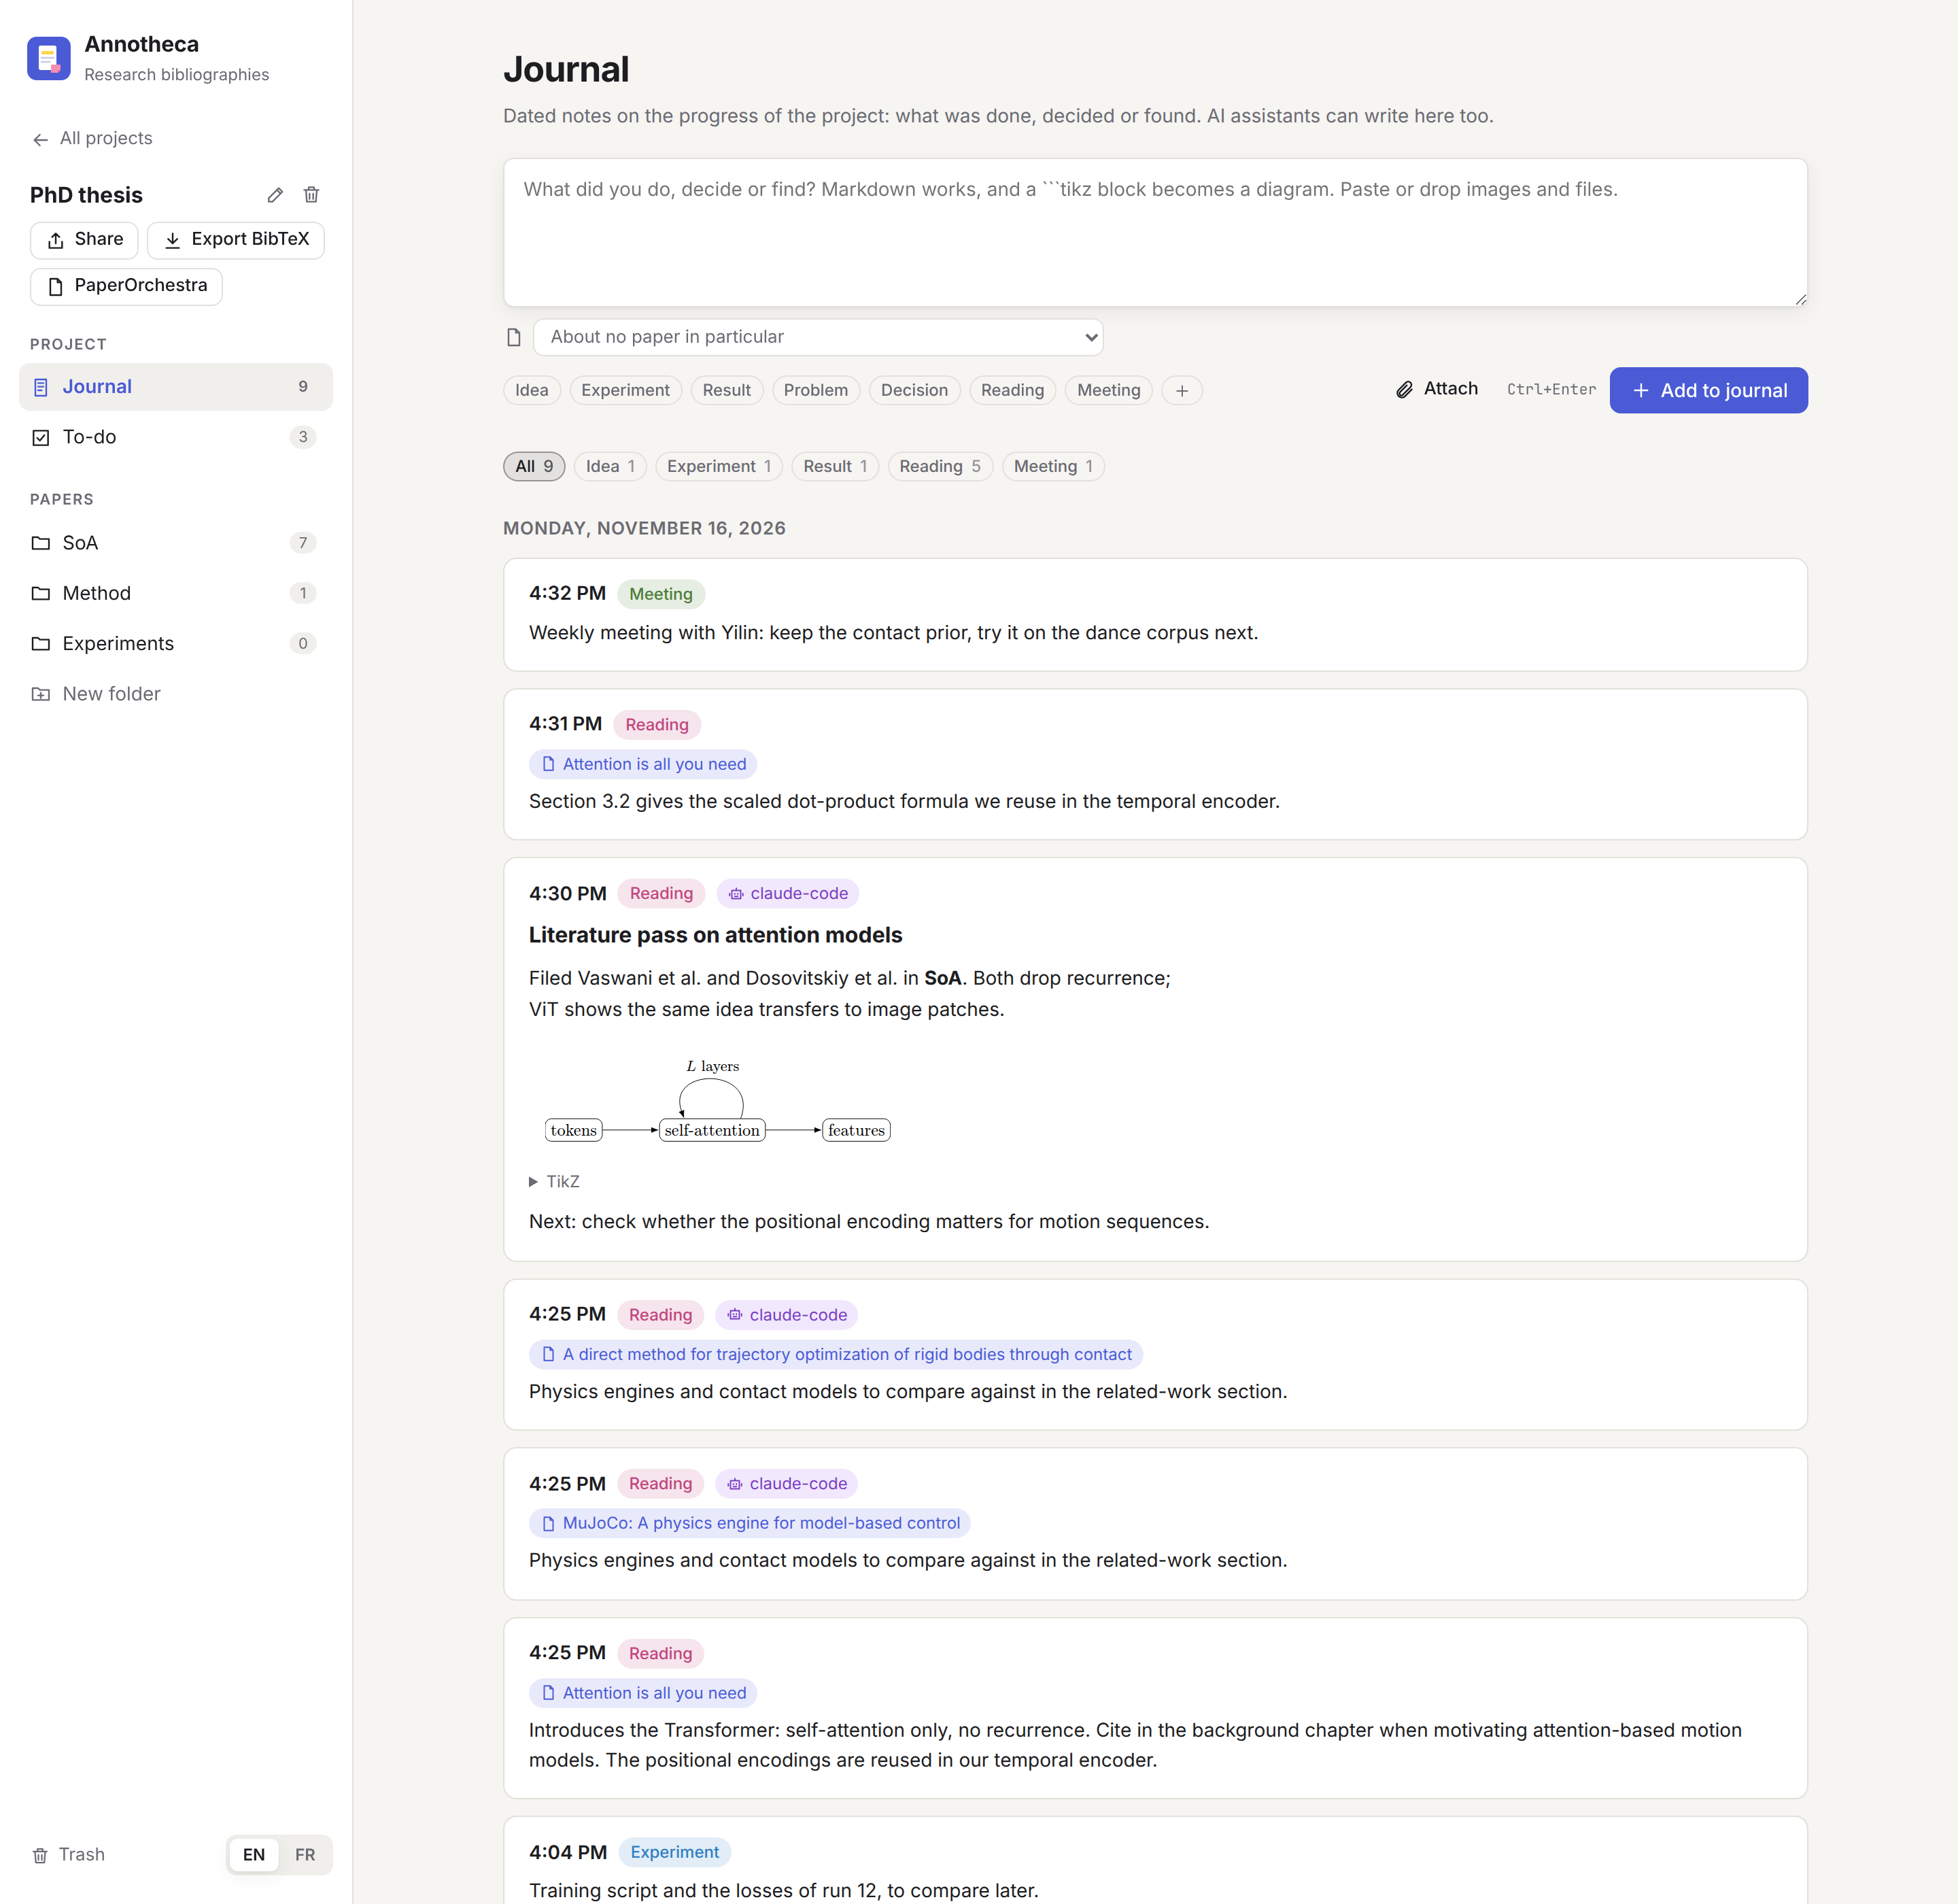 Annotheca
Research bibliographies
All projects
PhD thesis
Share
Export BibTeX
PaperOrchestra
PROJECT
Journal 9
To-do 3
PAPERS
SoA 7
Method 1
Experiments 0
New folder
Trash
EN FR
Journal
Dated notes on the progress of the project: what was done, decided or found. AI assistants can write here too.
What did you do, decide or find? Markdown works, and a ```tikz block becomes a diagram. Paste or drop images and files.
About no paper in particular
Idea Experiment Result Problem Decision Reading Meeting +
Attach Ctrl+Enter + Add to journal
All 9 Idea 1 Experiment 1 Result 1 Reading 5 Meeting 1
MONDAY, NOVEMBER 16, 2026
4:32 PM Meeting
Weekly meeting with Yilin: keep the contact prior, try it on the dance corpus next.
4:31 PM Reading
Attention is all you need
Section 3.2 gives the scaled dot-product formula we reuse in the temporal encoder.
4:30 PM Reading claude-code
Literature pass on attention models
Filed Vaswani et al. and Dosovitskiy et al. in SoA. Both drop recurrence;
ViT shows the same idea transfers to image patches.
L layers
tokens self-attention features
TikZ
Next: check whether the positional encoding matters for motion sequences.
4:25 PM Reading claude-code
A direct method for trajectory optimization of rigid bodies through contact
Physics engines and contact models to compare against in the related-work section.
4:25 PM Reading claude-code
MuJoCo: A physics engine for model-based control
Physics engines and contact models to compare against in the related-work section.
4:25 PM Reading
Attention is all you need
Introduces the Transformer: self-attention only, no recurrence. Cite in the background chapter when motivating attention-based motion
models. The positional encodings are reused in our temporal encoder.
4:04 PM Experiment
Training script and the losses of run 12, to compare later.